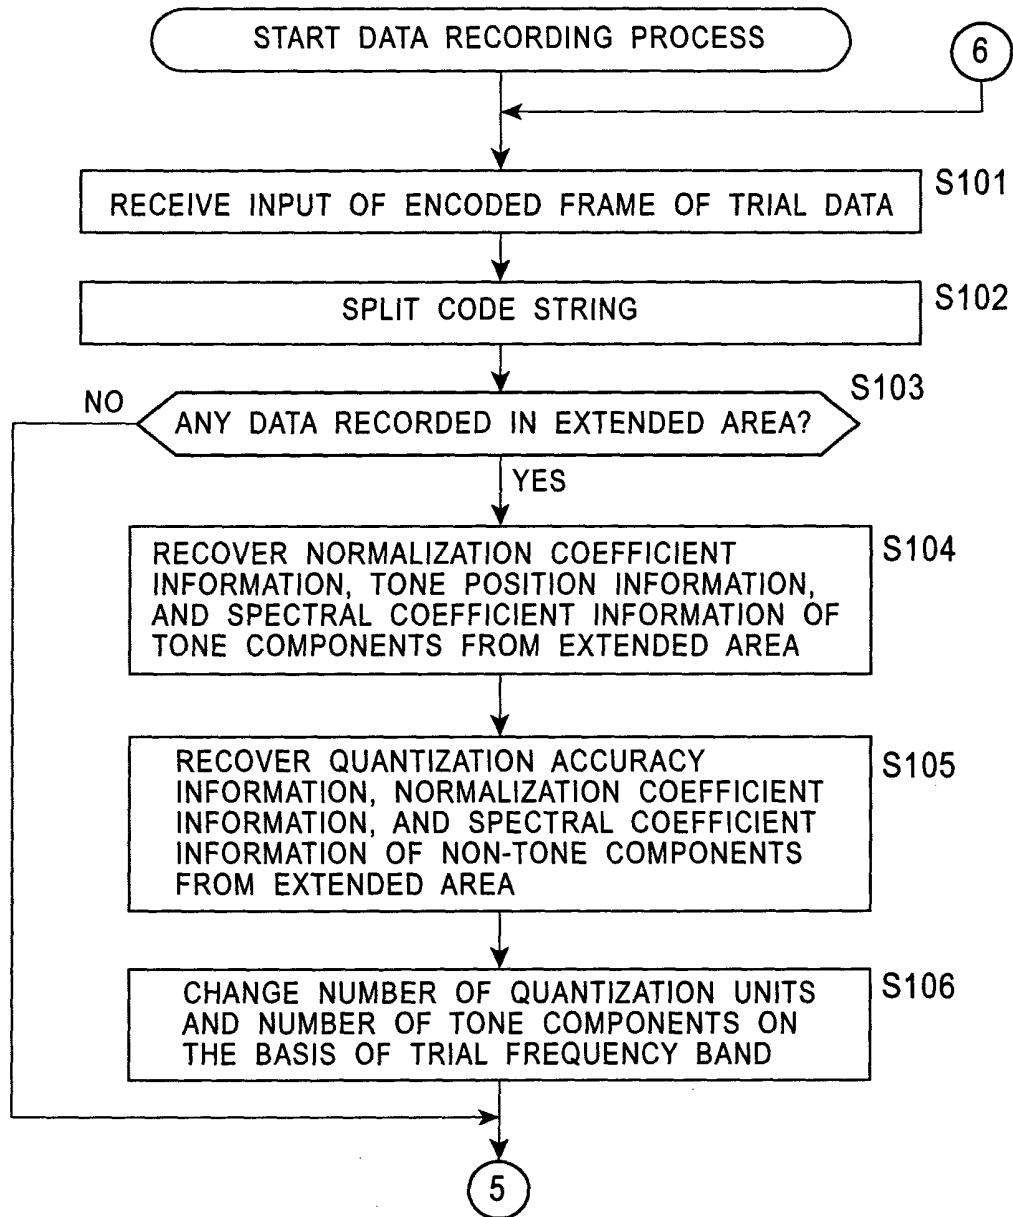 START DATA RECORDING PROCESS
6
S101
RECEIVE INPUT OF ENCODED FRAME OF TRIAL DATA
S102
SPLIT CODE STRING
S103
NO
ANY DATA RECORDED IN EXTENDED AREA?
YES
S104
RECOVER NORMALIZATION COEFFICIENT
INFORMATION, TONE POSITION INFORMATION,
AND SPECTRAL COEFFICIENT INFORMATION OF
TONE COMPONENTS FROM EXTENDED AREA
S105
RECOVER QUANTIZATION ACCURACY
INFORMATION, NORMALIZATION COEFFICIENT
INFORMATION, AND SPECTRAL COEFFICIENT
INFORMATION OF NON-TONE COMPONENTS
FROM EXTENDED AREA
S106
CHANGE NUMBER OF QUANTIZATION UNITS
AND NUMBER OF TONE COMPONENTS ON
THE BASIS OF TRIAL FREQUENCY BAND
5